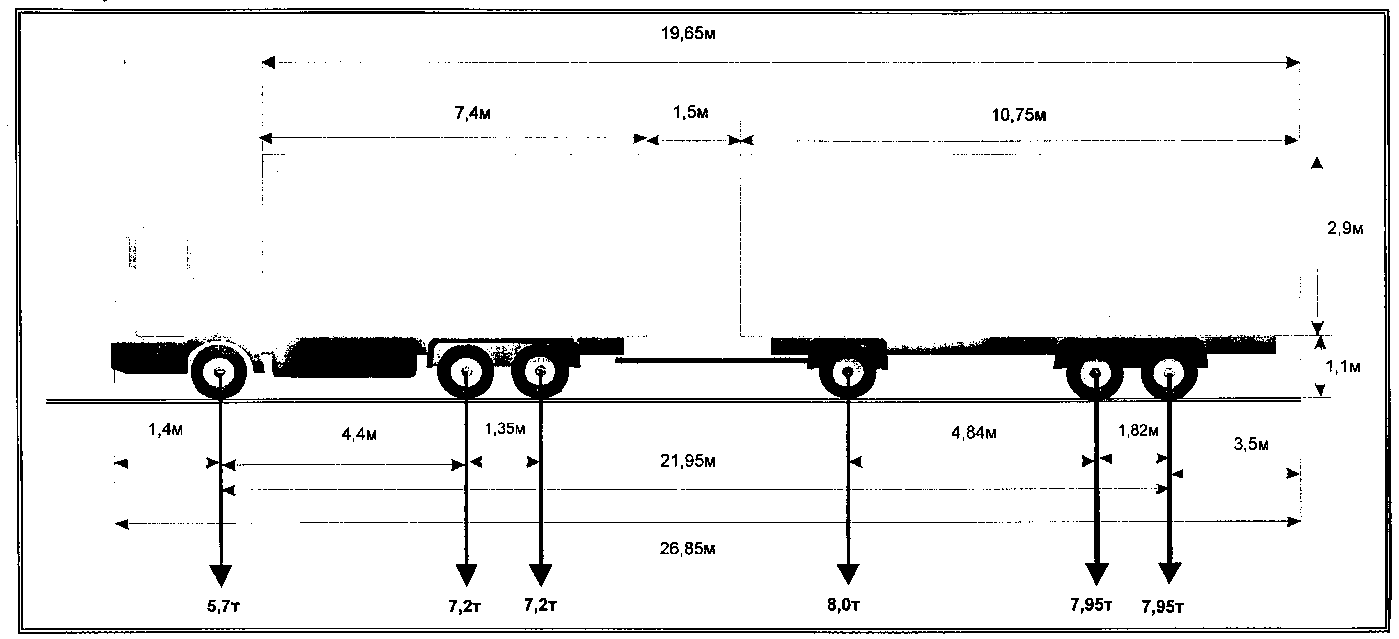 19,65м
7,4м
1,5м
10,75м
2,9м
1,1м
1,4м
4,4м
1,35м
21,95м
4,84м
1,82м
3,5м
26,85м
5,7т
7,2т
7,2т
8,0т
7,95т
7,95т